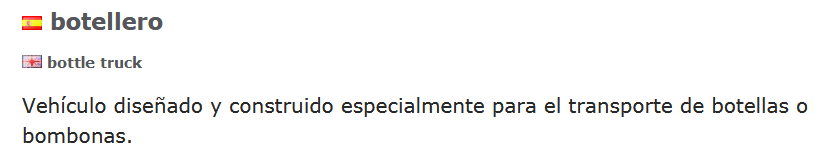 botellero
bottle truck
Vehículo diseñado y construido especialmente para el transporte de botellas o
bombonas.